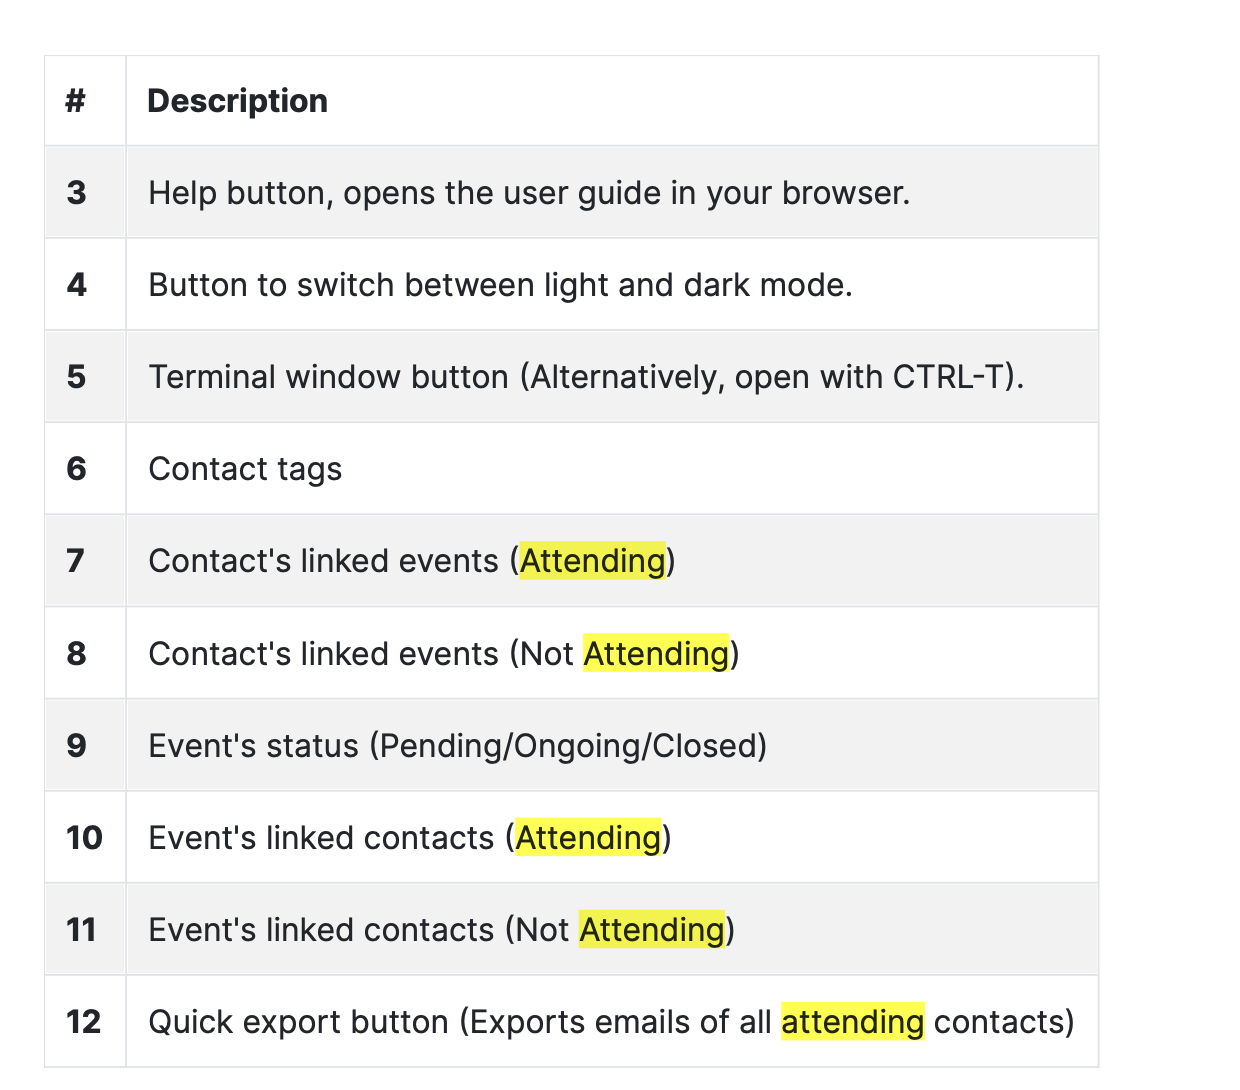 # Description
3 Help button, opens the user guide in your browser.
4 Button to switch between light and dark mode.
5 Terminal window button (Alternatively, open with CTRL-T).
6 Contact tags
7 Contact's linked events (Attending)
8 Contact's linked events (Not Attending)
9 Event's status (Pending/Ongoing/Closed)
10 Event's linked contacts (Attending)
11 Event's linked contacts (Not Attending)
12 Quick export button (Exports emails of all attending contacts)